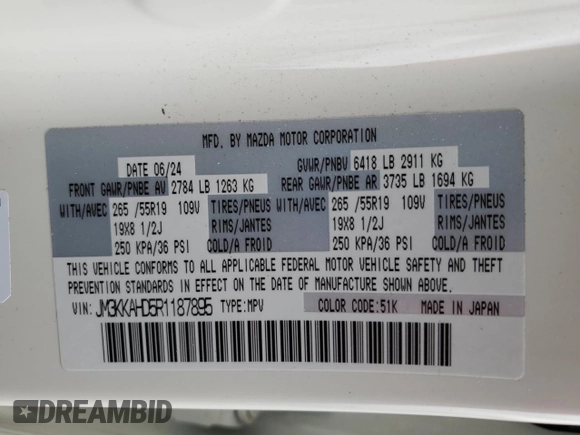 MFD. BY MAZDA MOTOR CORPORATION
DATE 06/24 GVWR/PNBV 6418 LB 2911 KG
FRONT GAWR/PNBE AV 2784 LB 1263 KG REAR GAWR/PNBE AR 3735 LB 1694 KG
WITH/AVEC 265 /55R19 109V TIRES/PNEUS WITH/AVEC 265 /55R19 109V TIRES/PNEUS
19X8 1/2J RIMS/JANTES 19X8 1/2J RIMS/JANTES
250 KPA/36 PSI COLD/A FROID 250 KPA/36 PSI COLD/A FROID
THIS VEHICLE CONFORMS TO ALL APPLICABLE FEDERAL MOTOR VEHICLE SAFETY AND THEFT
PREVENTION STANDARDS IN EFFECT ON THE DATE OF MANUFACTURE SHOWN ABOVE.
VIN: JM3KKAHD5R1187895 TYPE:MPV COLOR CODE:51K MADE IN JAPAN
DREAMBID